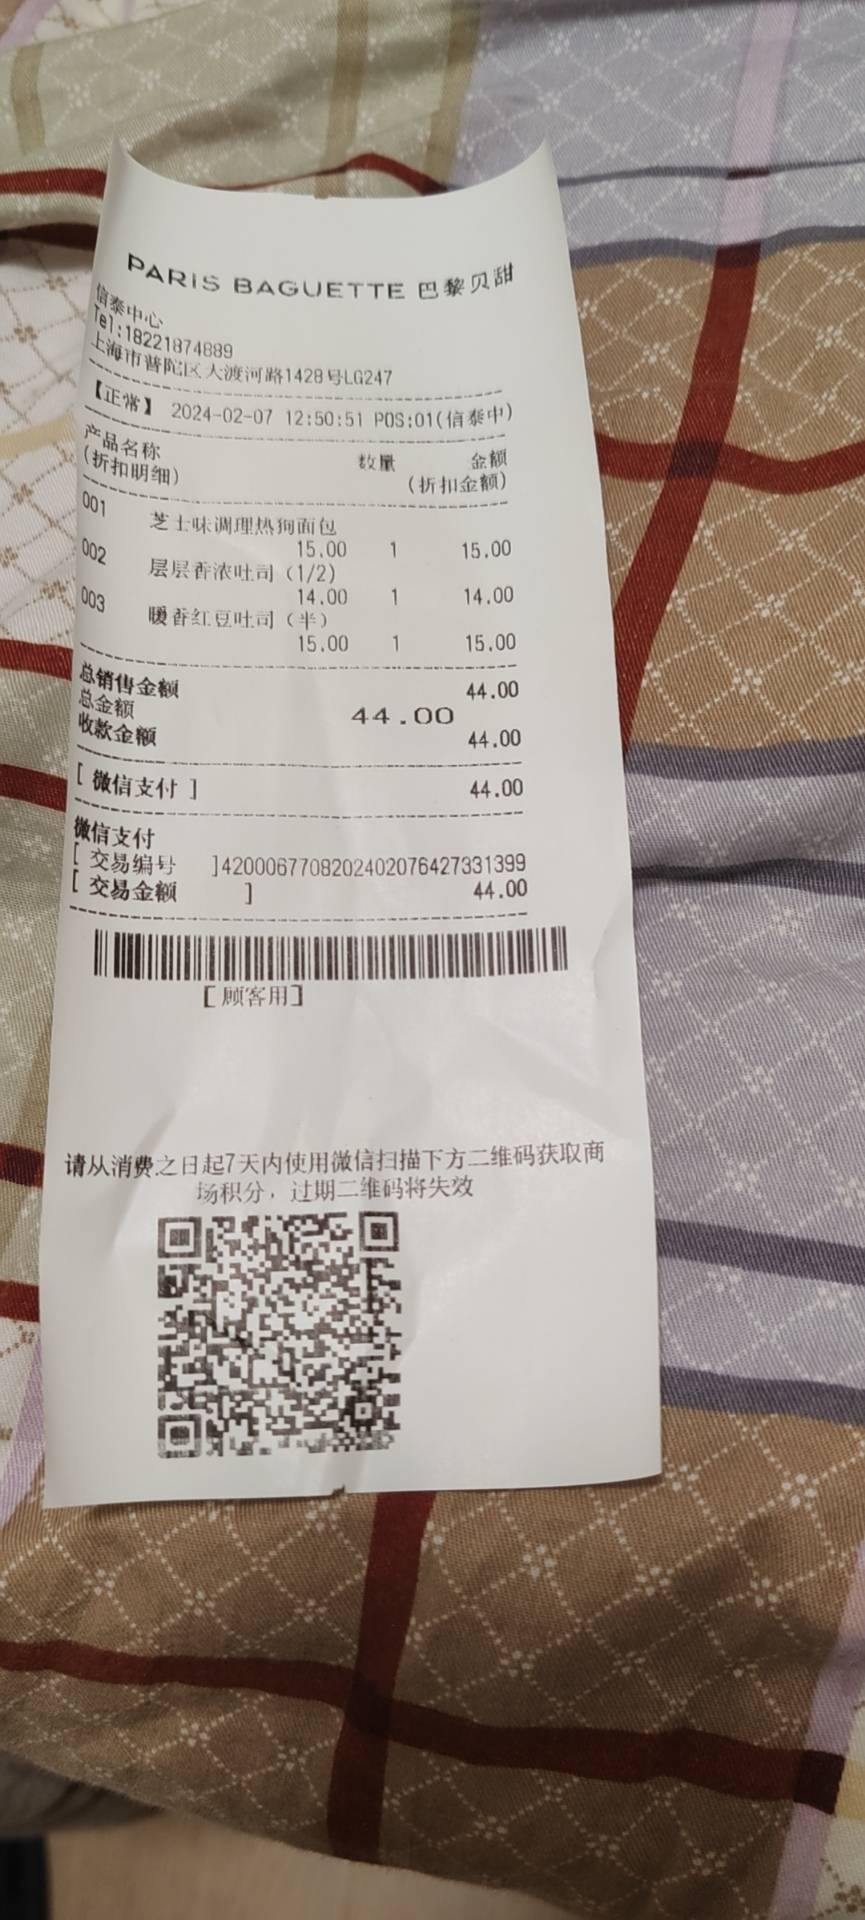 PARIS BAGUETTE 巴黎贝甜
信泰中心
Tel:18221874889
上海市普陀区大渡河路1428号LG247
【正常】 2024-02-07 12:50:51 POS:01(信泰中)
产品名称 数量 金额
(折扣明细) (折扣金额)
001 芝士味调理热狗面包
15.00 1 15.00
002 层层香浓吐司（1/2）
14.00 1 14.00
003 暖香红豆吐司（半）
15.00 1 15.00
总销售金额 44.00
总金额 44.00
收款金额 44.00
[ 微信支付 ] 44.00
微信支付
[ 交易编号 ]4200067708202402076427331399
[ 交易金额 ] 44.00
[顾客用]
请从消费之日起7天内使用微信扫描下方二维码获取商
场积分，过期二维码将失效